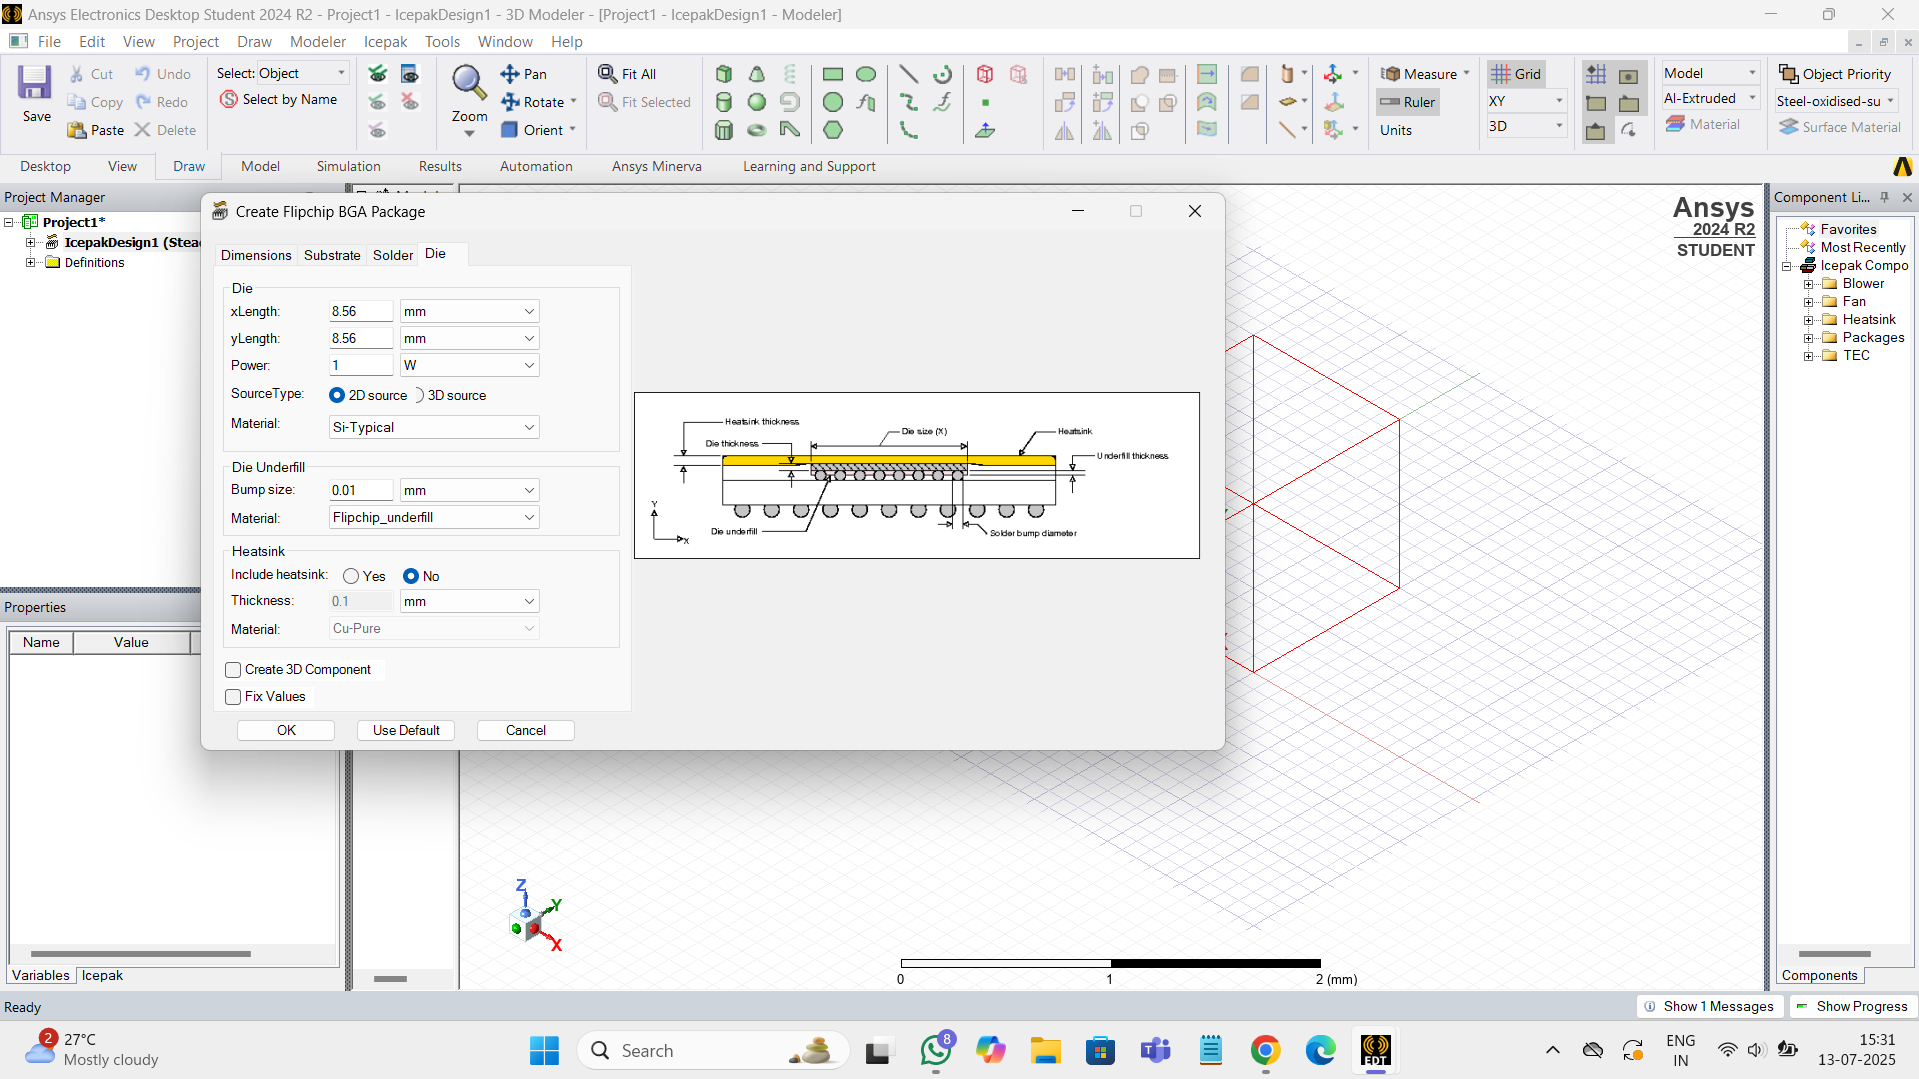 Ansys Electronics Desktop Student 2024 R2 - Project1 - IcepakDesign1 - 3D Modeler - [Project1 - IcepakDesign1 - Modeler]
File Edit View Project Draw Modeler Icepak Tools Window Help
Save
Cut
Copy
Paste
Undo
Redo
Delete
Select: Object
Select by Name
Zoom
Pan
Rotate
Orient
Fit All
Fit Selected
Measure
Ruler
Units
Grid
XY
3D
Model
Al-Extruded
Material
Object Priority
Steel-oxidised-su
Surface Material
Desktop View Draw Model Simulation Results Automation Ansys Minerva Learning and Support
Project Manager
Project1*
IcepakDesign1 (Stea
Definitions
Create Flipchip BGA Package
Dimensions Substrate Solder Die
Die
xLength: 8.56 mm
yLength: 8.56 mm
Power: 1 W
SourceType: 2D source 3D source
Material: Si-Typical
Die Underfill
Bump size: 0.01 mm
Material: Flipchip_underfill
Heatsink
Include heatsink: Yes No
Thickness: 0.1 mm
Material: Cu-Pure
Create 3D Component
Fix Values
OK Use Default Cancel
Heatsink thickness
Die thickness
Die size (X)
Heatsink
Underfill thickness
Y
X
Die underfill
Solder bump diameter
Ansys
2024 R2
STUDENT
Component Li...
Favorites
Most Recently
Icepak Compo
Blower
Fan
Heatsink
Packages
TEC
Components
Properties
Name Value
Variables Icepak
Z
Y
X
0 1 2 (mm)
Ready
Show 1 Messages Show Progress
2
27°C
Mostly cloudy
Search
8
EDT
ENG
IN
15:31
13-07-2025